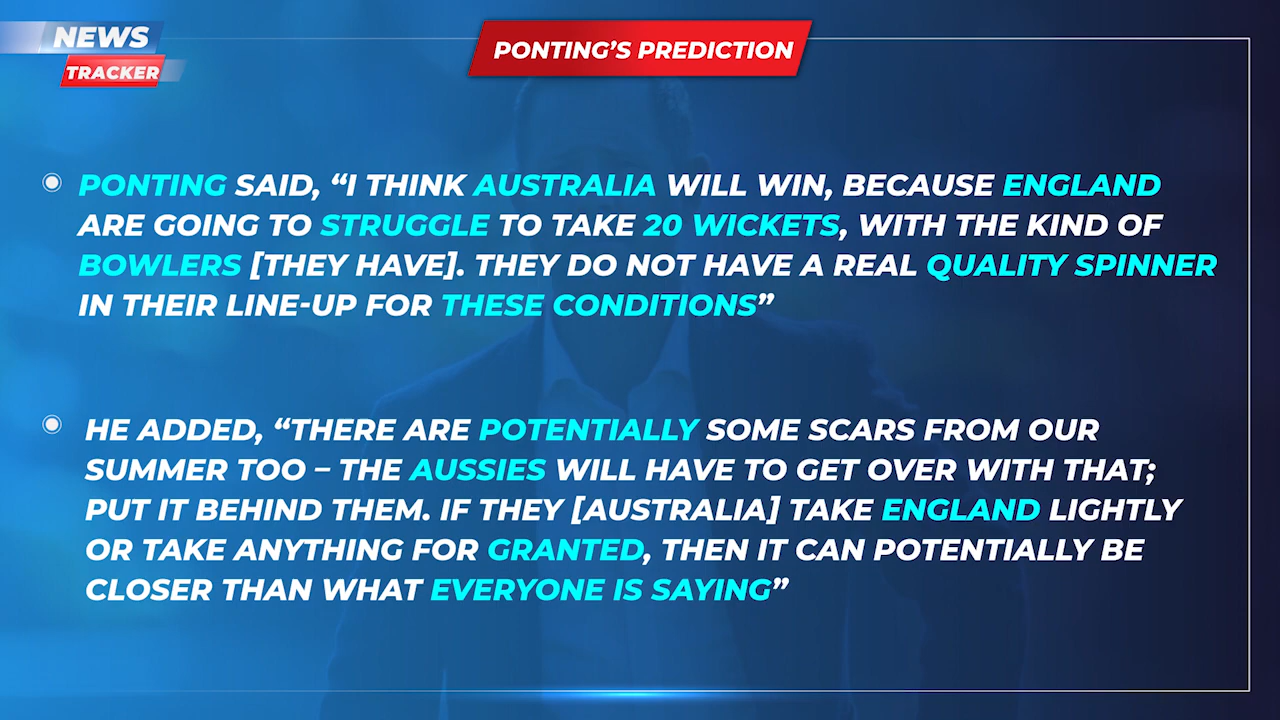 NEWS
TRACKER
PONTING’S PREDICTION
PONTING SAID, “I THINK AUSTRALIA WILL WIN, BECAUSE ENGLAND
ARE GOING TO STRUGGLE TO TAKE 20 WICKETS, WITH THE KIND OF
BOWLERS [THEY HAVE]. THEY DO NOT HAVE A REAL QUALITY SPINNER
IN THEIR LINE-UP FOR THESE CONDITIONS”
HE ADDED, “THERE ARE POTENTIALLY SOME SCARS FROM OUR
SUMMER TOO – THE AUSSIES WILL HAVE TO GET OVER WITH THAT;
PUT IT BEHIND THEM. IF THEY [AUSTRALIA] TAKE ENGLAND LIGHTLY
OR TAKE ANYTHING FOR GRANTED, THEN IT CAN POTENTIALLY BE
CLOSER THAN WHAT EVERYONE IS SAYING”